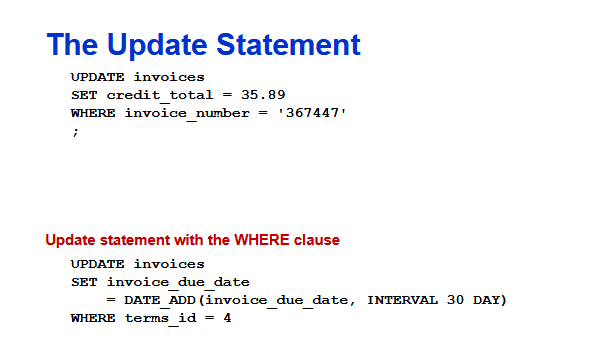 The Update Statement
UPDATE invoices
SET credit_total = 35.89
WHERE invoice_number = '367447'
;
Update statement with the WHERE clause
UPDATE invoices
SET invoice_due_date
= DATE_ADD(invoice_due_date, INTERVAL 30 DAY)
WHERE terms_id = 4